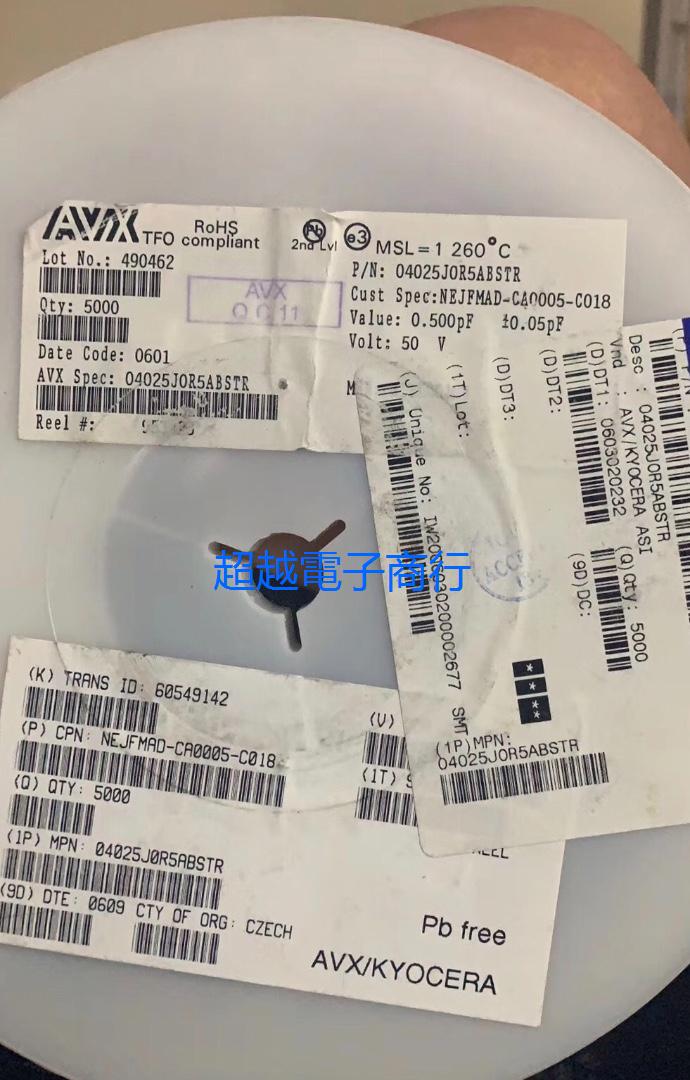 AVX TFO RoHS compliant Pb 2nd Lvl e3 MSL=1 260°C
Lot No.: 490462
Qty: 5000
Date Code: 0601
AVX Spec: 04025J0R5ABSTR
Reel #:
AVX
Q C 11
P/N: 04025J0R5ABSTR
Cust Spec:NEJFMAD-CA0005-C018
Value: 0.500pF ±0.05pF
Volt: 50 V
Desc : 04025J0R5ABSTR
Vnd : AVX/KYOCERA ASI
(D)DT1: 0603020232
(Q)Qty: 5000
(D)DT2:
(9D)DC:
(D)DT3:
(1T)Lot:
(J) Unique No:
SMT
(1P)MPN:
04025J0R5ABSTR
超越電子商行
(K) TRANS ID: 60549142
(P) CPN: NEJFMAD-CA0005-C018
(Q) QTY: 5000
(1P) MPN: 04025J0R5ABSTR
(9D) DTE: 0609 CTY OF ORG: CZECH
(V)
(1T)
Pb free
AVX/KYOCERA